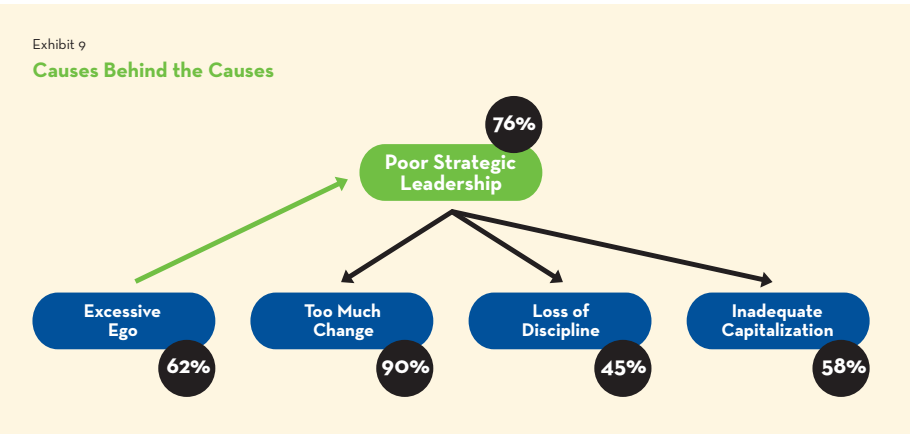 Exhibit 9
Causes Behind the Causes
76%
Poor Strategic
Leadership
Excessive
Ego
62%
Too Much
Change
90%
Loss of
Discipline
45%
Inadequate
Capitalization
58%